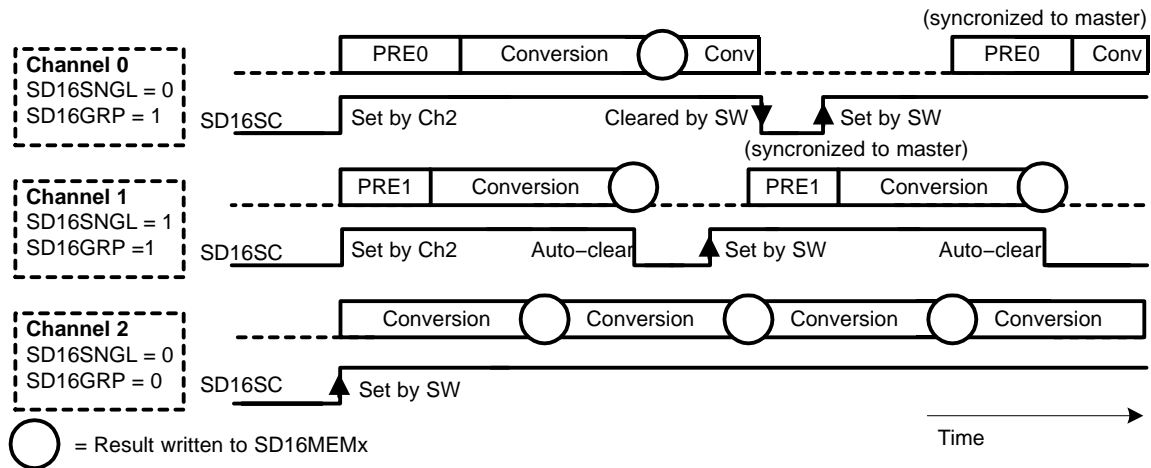 (syncronized to master)
Channel 0
SD16SNGL = 0
SD16GRP = 1
PRE0 Conversion Conv PRE0 Conv
SD16SC Set by Ch2 Cleared by SW Set by SW
(syncronized to master)
Channel 1
SD16SNGL = 1
SD16GRP =1
PRE1 Conversion PRE1 Conversion
SD16SC Set by Ch2 Auto−clear Set by SW Auto−clear
Channel 2
SD16SNGL = 0
SD16GRP = 0
Conversion Conversion Conversion Conversion
SD16SC Set by SW
= Result written to SD16MEMx
Time